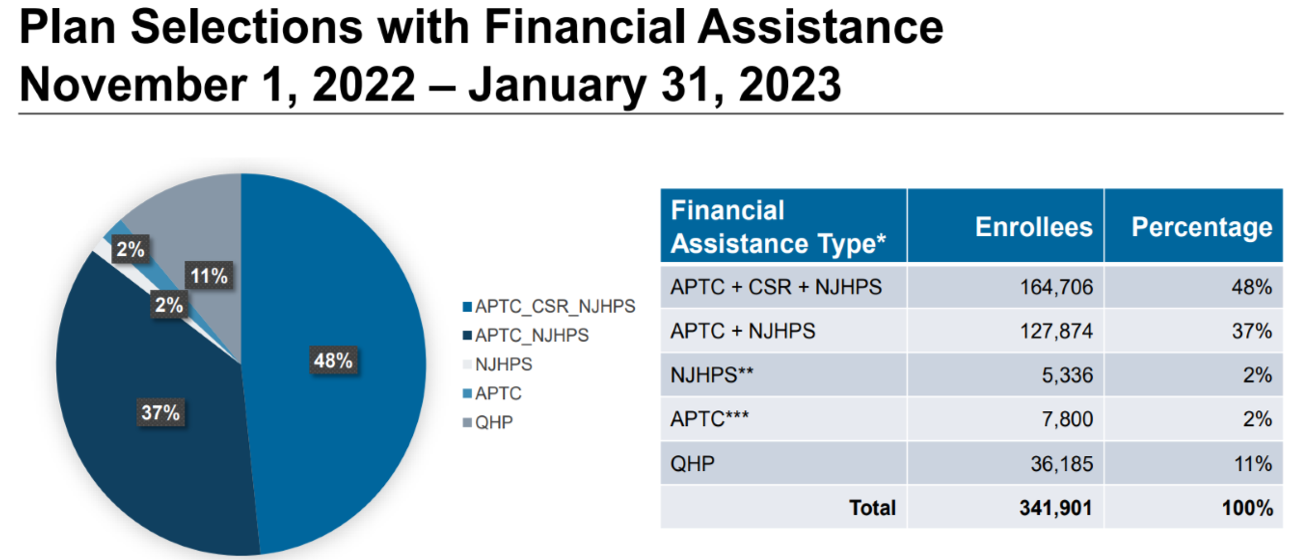 Plan Selections with Financial Assistance
November 1, 2022 – January 31, 2023
2%
11%
2%
48%
37%
APTC_CSR_NJHPS
APTC_NJHPS
NJHPS
APTC
QHP
Financial
Assistance Type* Enrollees Percentage
APTC + CSR + NJHPS 164,706 48%
APTC + NJHPS 127,874 37%
NJHPS** 5,336 2%
APTC*** 7,800 2%
QHP 36,185 11%
Total 341,901 100%